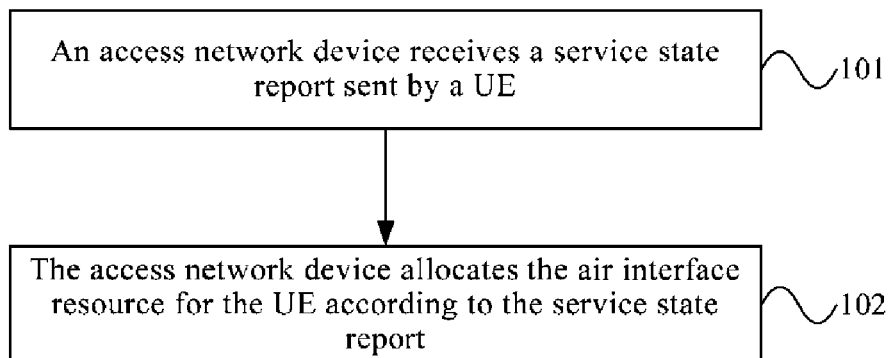 An access network device receives a service state
report sent by a UE
101
The access network device allocates the air interface
resource for the UE according to the service state
report
102